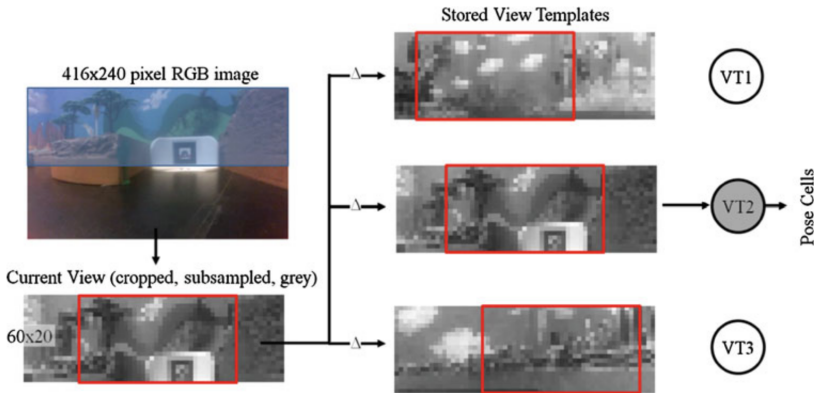 Stored View Templates
416x240 pixel RGB image
Δ
VT1
Δ
VT2
Pose Cells
Current View (cropped, subsampled, grey)
60x20
Δ
VT3